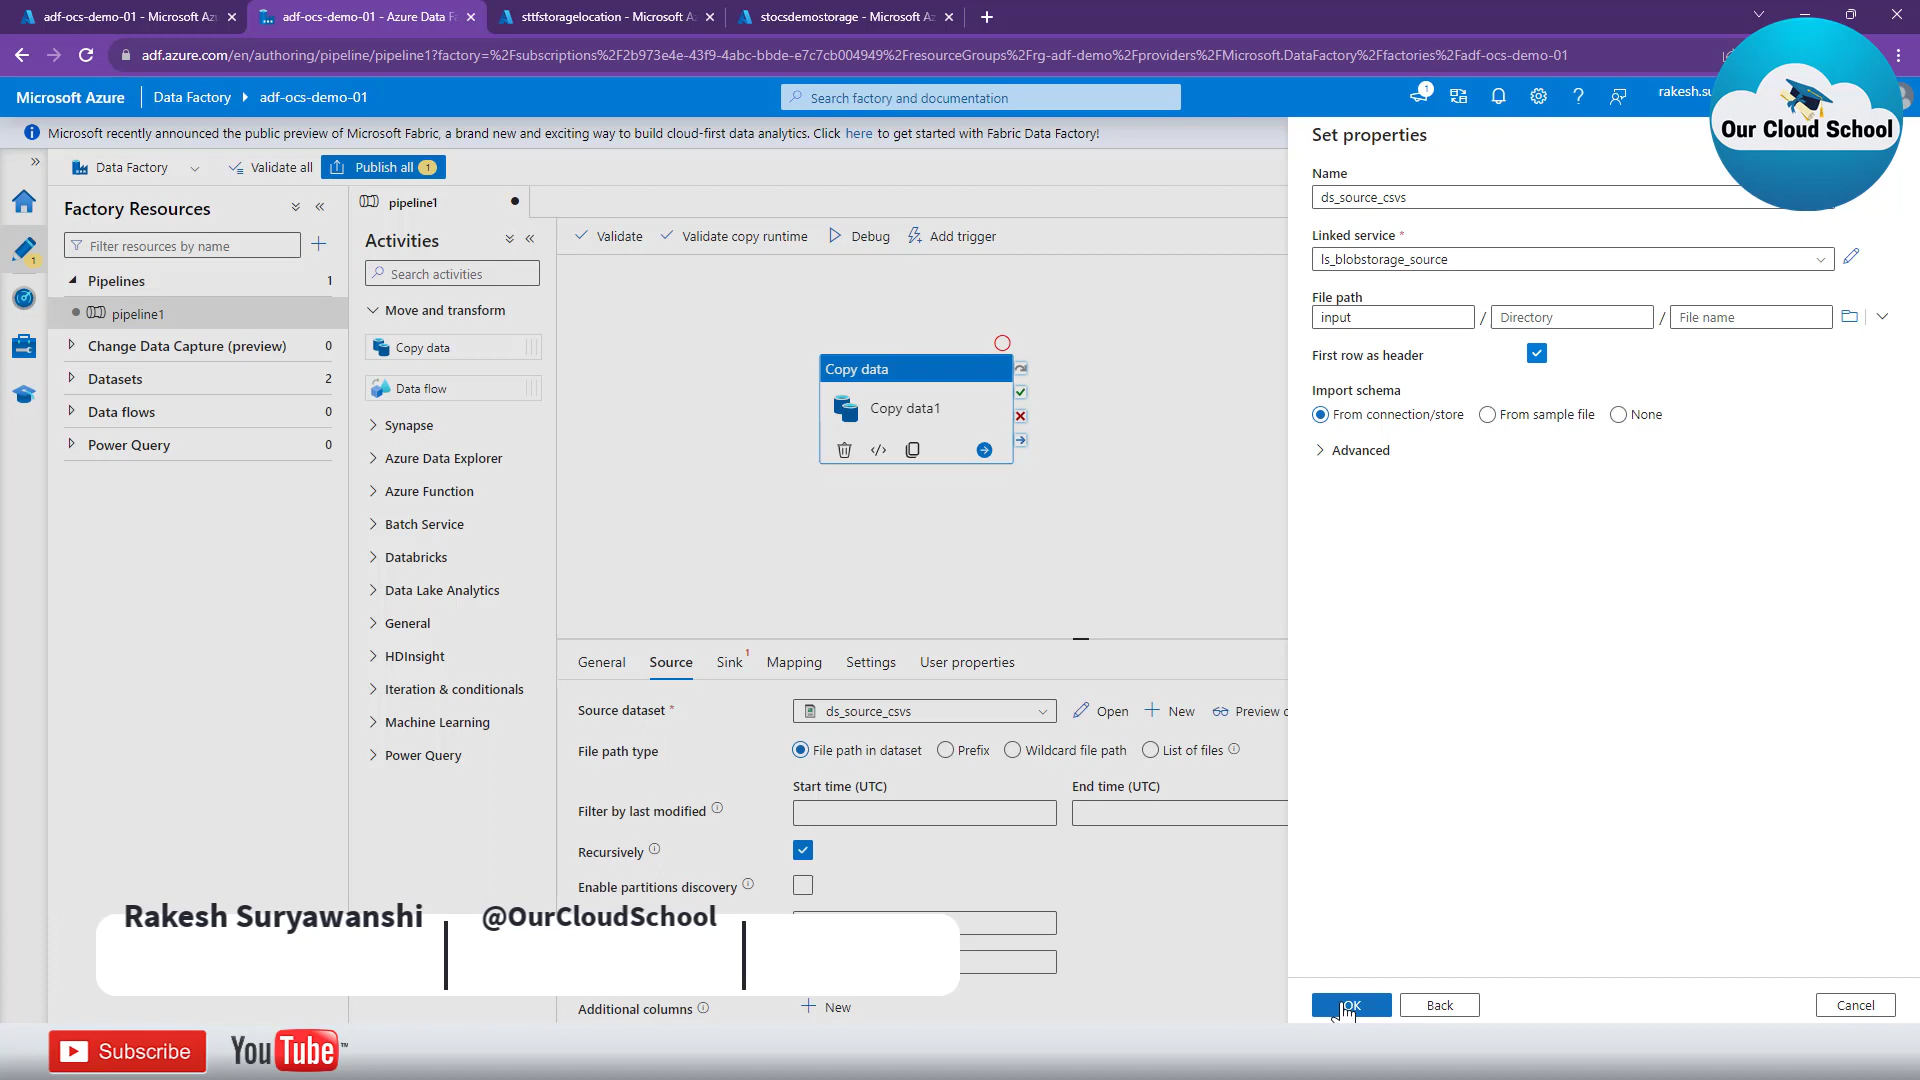 adf-ocs-demo-01 - Microsoft Az
adf-ocs-demo-01 - Azure Data F
sttfstoragelocation - Microsoft A
stocsdemostorage - Microsoft Az
adf.azure.com/en/authoring/pipeline/pipeline1?factory=%2Fsubscriptions%2F2b973e4e-43f9-4abc-bbde-e7c7cb004949%2FresourceGroups%2Frg-adf-demo%2Fproviders%2FMicrosoft.DataFactory%2Ffactories%2Fadf-ocs-demo-01
Microsoft Azure
Data Factory
adf-ocs-demo-01
Search factory and documentation
1
rakesh.su
Our Cloud School
Microsoft recently announced the public preview of Microsoft Fabric, a brand new and exciting way to build cloud-first data analytics. Click here to get started with Fabric Data Factory!
Data Factory
Validate all
Publish all 1
1
Factory Resources
Filter resources by name
Pipelines 1
pipeline1
Change Data Capture (preview) 0
Datasets 2
Data flows 0
Power Query 0
pipeline1
Activities
Search activities
Move and transform
Copy data
Data flow
Synapse
Azure Data Explorer
Azure Function
Batch Service
Databricks
Data Lake Analytics
General
HDInsight
Iteration & conditionals
Machine Learning
Power Query
Validate
Validate copy runtime
Debug
Add trigger
Copy data
Copy data1
General
Source
Sink 1
Mapping
Settings
User properties
Source dataset *
ds_source_csvs
Open
New
Preview
File path type
File path in dataset
Prefix
Wildcard file path
List of files
Start time (UTC)
End time (UTC)
Filter by last modified
Recursively
Enable partitions discovery
Additional columns
New
Set properties
Name
ds_source_csvs
Linked service *
ls_blobstorage_source
File path
input / Directory / File name
First row as header
Import schema
From connection/store
From sample file
None
Advanced
OK
Back
Cancel
Rakesh Suryawanshi
@OurCloudSchool
Subscribe
YouTube